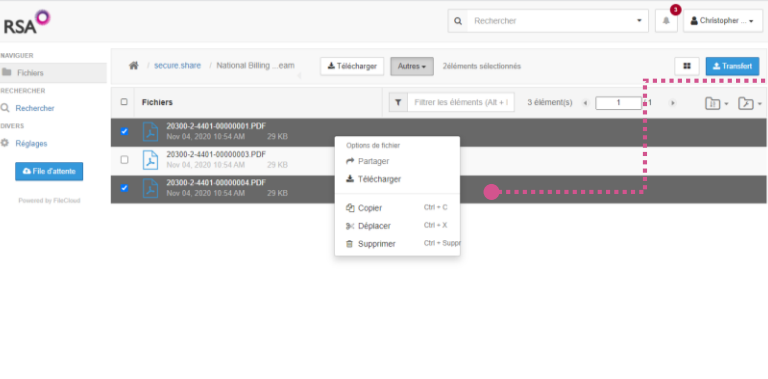 RSA
Rechercher
3
Christopher ...
NAVIGUER
Fichiers
RECHERCHER
Rechercher
DIVERS
Réglages
File d'attente
Powered by FileCloud
/ secure.share / National Billing ...eam
Télécharger
Autres
2éléments sélectionnés
Transfert
Fichiers
Filtrer les éléments (Alt +
3 élément(s)
1
/ 1
20300-2-4401-00000001.PDF
Nov 04, 2020 10:54 AM 29 KB
20300-2-4401-00000003.PDF
Nov 04, 2020 10:54 AM 29 KB
20300-2-4401-00000004.PDF
Nov 04, 2020 10:54 AM 29 KB
Options de fichier
Partager
Télécharger
Copier Ctrl + C
Déplacer Ctrl + X
Supprimer Ctrl + Suppr